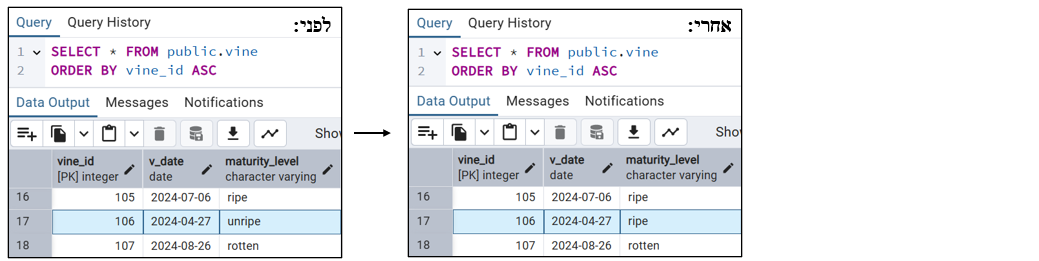 Query Query History לפני:
1 SELECT * FROM public.vine
2 ORDER BY vine_id ASC
Data Output Messages Notifications
Sho
vine_id v_date maturity_level
[PK] integer date character varying
16 105 2024-07-06 ripe
17 106 2024-04-27 unripe
18 107 2024-08-26 rotten
Query Query History אחרי:
1 SELECT * FROM public.vine
2 ORDER BY vine_id ASC
Data Output Messages Notifications
Show
vine_id v_date maturity_level
[PK] integer date character varying
16 105 2024-07-06 ripe
17 106 2024-04-27 ripe
18 107 2024-08-26 rotten